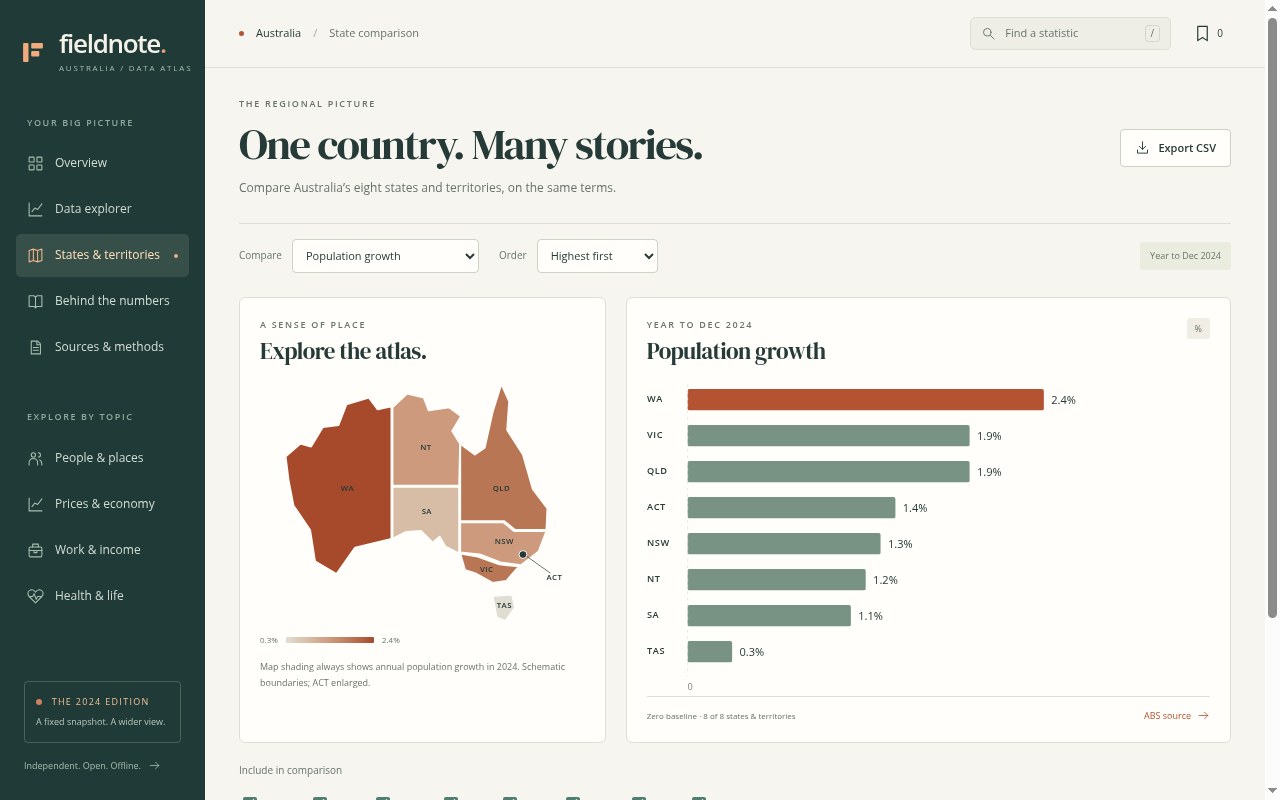 fieldnote.
AUSTRALIA / DATA ATLAS
YOUR BIG PICTURE
Overview
Data explorer
States & territories
Behind the numbers
Sources & methods
EXPLORE BY TOPIC
People & places
Prices & economy
Work & income
Health & life
THE 2024 EDITION
A fixed snapshot. A wider view.
Independent. Open. Offline.
Australia / State comparison
Find a statistic /
0
THE REGIONAL PICTURE
One country. Many stories.
Compare Australia’s eight states and territories, on the same terms.
Export CSV
Compare Population growth Order Highest first
Year to Dec 2024
A SENSE OF PLACE
Explore the atlas.
WA
NT
QLD
SA
NSW
VIC
ACT
TAS
0.3% 2.4%
Map shading always shows annual population growth in 2024. Schematic
boundaries; ACT enlarged.
YEAR TO DEC 2024
%
Population growth
WA 2.4%
VIC 1.9%
QLD 1.9%
ACT 1.4%
NSW 1.3%
NT 1.2%
SA 1.1%
TAS 0.3%
0
Zero baseline · 8 of 8 states & territories
ABS source
Include in comparison